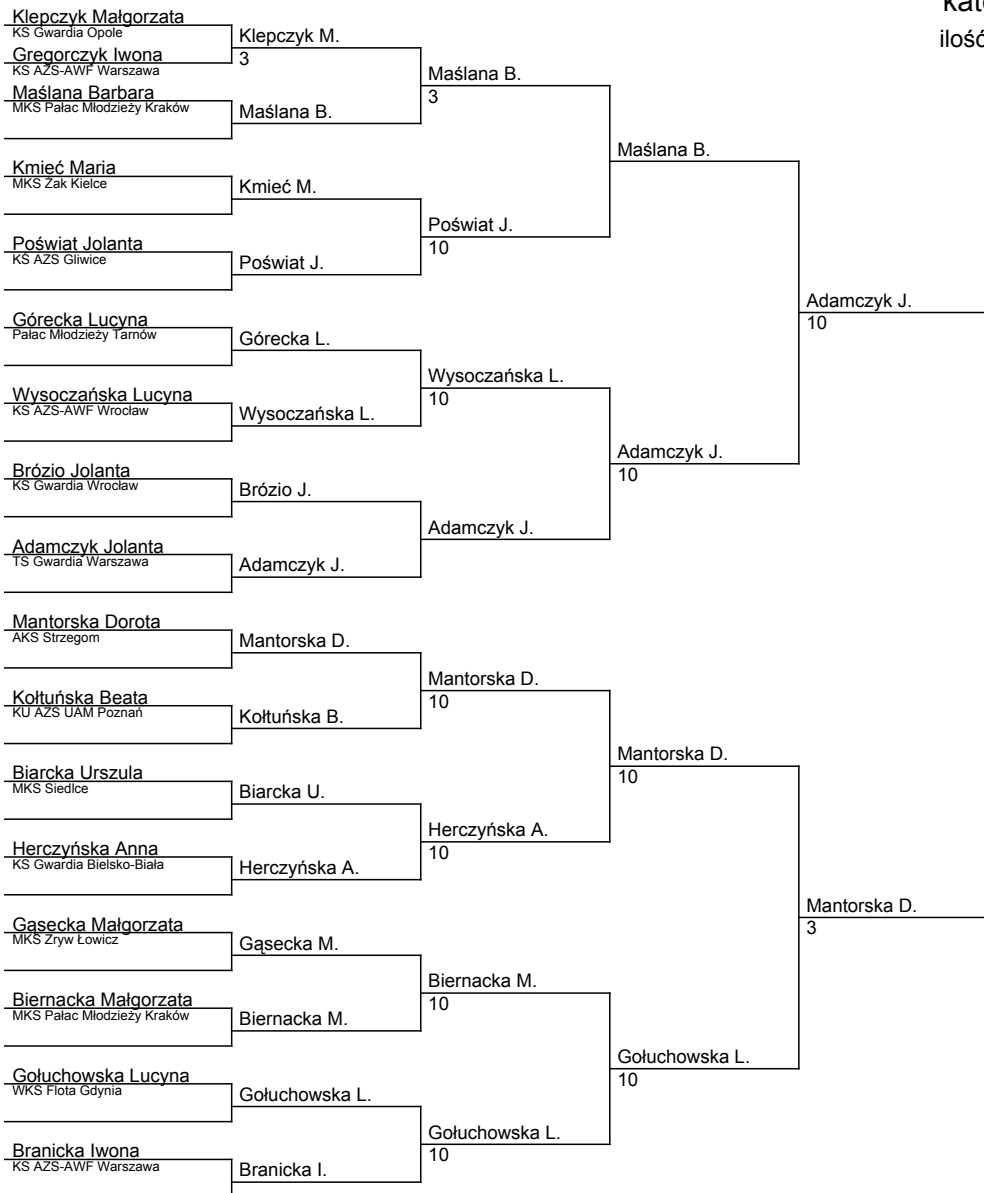 kate
ilość
Klepczyk Małgorzata
KS Gwardia Opole
Gregorczyk Iwona
KS AZS-AWF Warszawa
Maślana Barbara
MKS Pałac Młodzieży Kraków
Kmieć Maria
MKS Żak Kielce
Poświat Jolanta
KS AZS Gliwice
Górecka Lucyna
Pałac Młodzieży Tarnów
Wysoczańska Lucyna
KS AZS-AWF Wrocław
Brózio Jolanta
KS Gwardia Wrocław
Adamczyk Jolanta
TS Gwardia Warszawa
Mantorska Dorota
AKS Strzegom
Kołtuńska Beata
KU AZS UAM Poznań
Biarcka Urszula
MKS Siedlce
Herczyńska Anna
KS Gwardia Bielsko-Biała
Gąsecka Małgorzata
MKS Zryw Łowicz
Biernacka Małgorzata
MKS Pałac Młodzieży Kraków
Gołuchowska Lucyna
WKS Flota Gdynia
Branicka Iwona
KS AZS-AWF Warszawa
Klepczyk M.
3
Maślana B.
Kmieć M.
Poświat J.
Górecka L.
Wysoczańska L.
Brózio J.
Adamczyk J.
Mantorska D.
Kołtuńska B.
Biarcka U.
Herczyńska A.
Gąsecka M.
Biernacka M.
Gołuchowska L.
Branicka I.
Maślana B.
3
Poświat J.
10
Wysoczańska L.
10
Adamczyk J.
Mantorska D.
10
Herczyńska A.
10
Biernacka M.
10
Gołuchowska L.
10
Maślana B.
Adamczyk J.
10
Mantorska D.
10
Gołuchowska L.
10
Adamczyk J.
10
Mantorska D.
3